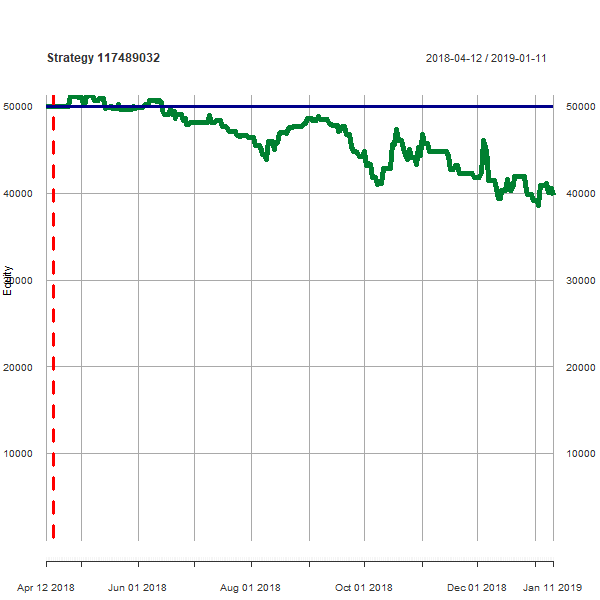 Strategy 117489032
2018-04-12 / 2019-01-11
50000 50000
40000 40000
30000 30000
Equity
20000 20000
10000 10000
Apr 12 2018 Jun 01 2018 Aug 01 2018 Oct 01 2018 Dec 01 2018 Jan 11 2019